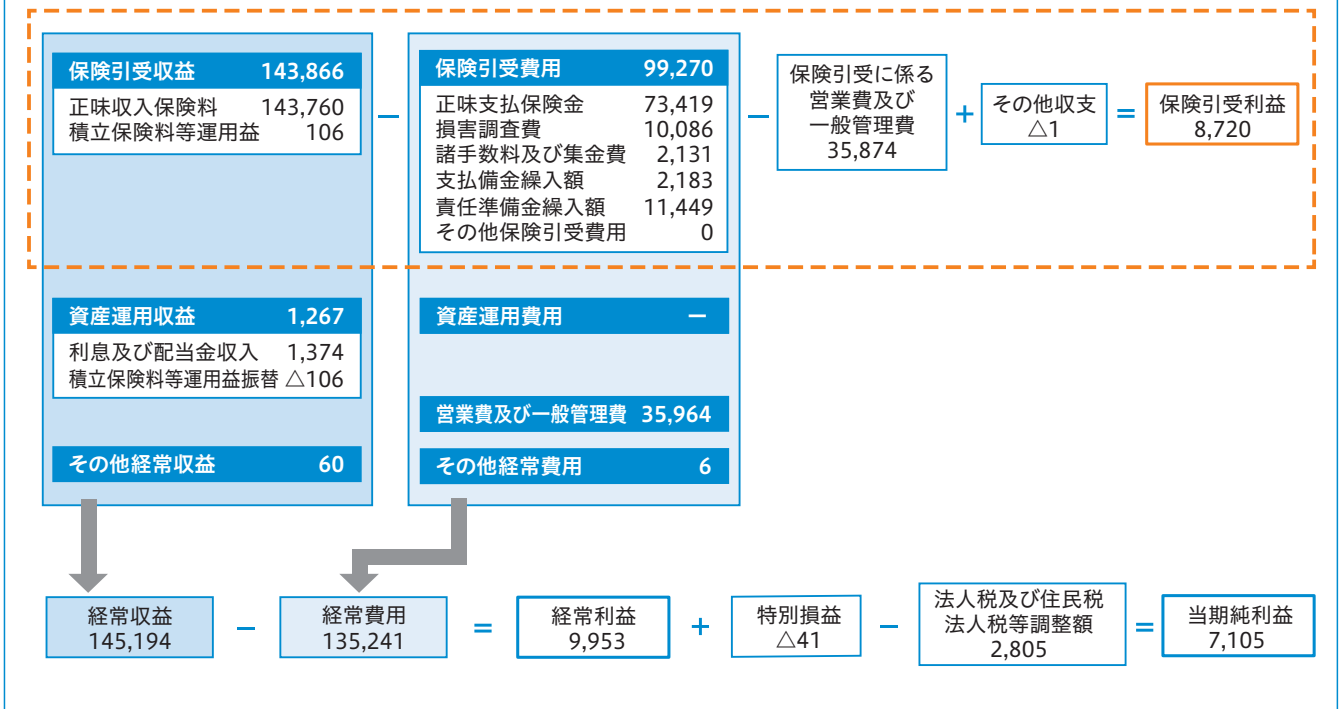 保険引受収益 143,866
正味収入保険料 143,760
積立保険料等運用益 106
－
保険引受費用 99,270
正味支払保険金 73,419
損害調査費 10,086
諸手数料及び集金費 2,131
支払備金繰入額 2,183
責任準備金繰入額 11,449
その他保険引受費用 0
－
保険引受に係る
営業費及び
一般管理費
35,874
＋
その他収支
△1
＝
保険引受利益
8,720
資産運用収益 1,267
利息及び配当金収入 1,374
積立保険料等運用益振替 △106
その他経常収益 60
資産運用費用 －
営業費及び一般管理費 35,964
その他経常費用 6
経常収益
145,194
－
経常費用
135,241
＝
経常利益
9,953
＋
特別損益
△41
－
法人税及び住民税
法人税等調整額
2,805
＝
当期純利益
7,105